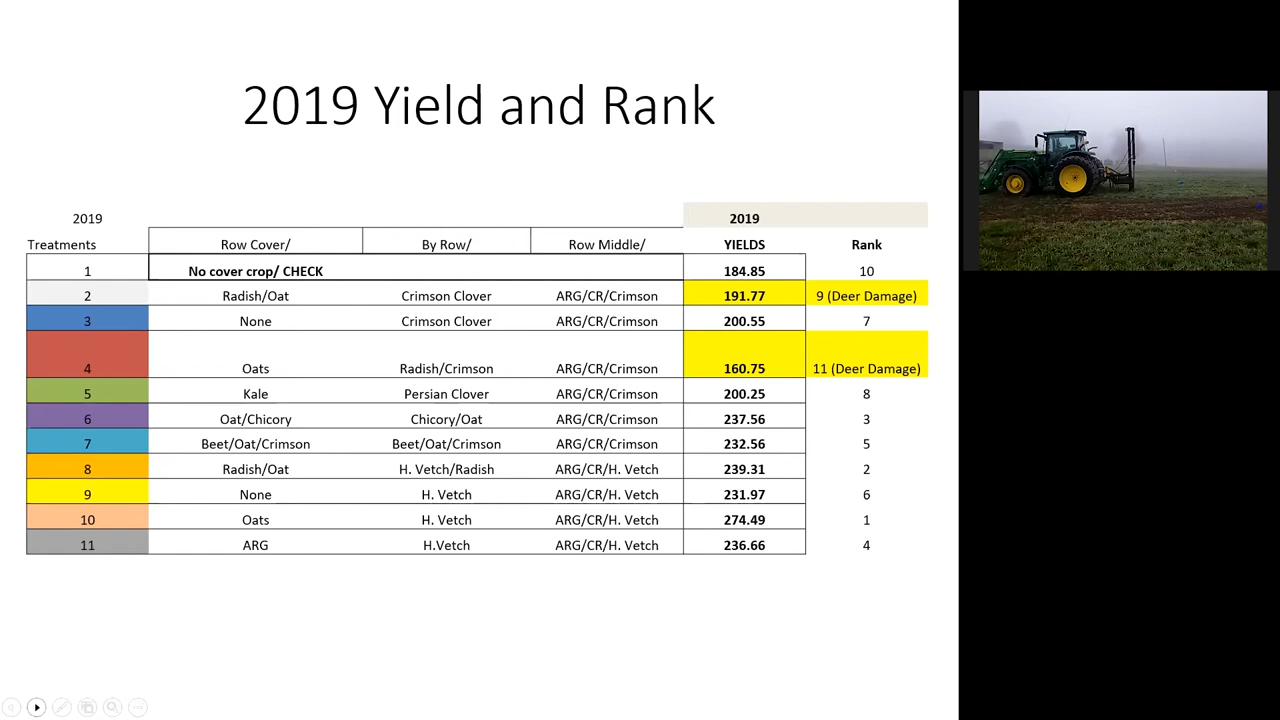 2019 Yield and Rank
2019 2019
Treatments Row Cover/ By Row/ Row Middle/ YIELDS Rank
1 No cover crop/ CHECK 184.85 10
2 Radish/Oat Crimson Clover ARG/CR/Crimson 191.77 9 (Deer Damage)
3 None Crimson Clover ARG/CR/Crimson 200.55 7
4 Oats Radish/Crimson ARG/CR/Crimson 160.75 11 (Deer Damage)
5 Kale Persian Clover ARG/CR/Crimson 200.25 8
6 Oat/Chicory Chicory/Oat ARG/CR/Crimson 237.56 3
7 Beet/Oat/Crimson Beet/Oat/Crimson ARG/CR/Crimson 232.56 5
8 Radish/Oat H. Vetch/Radish ARG/CR/H. Vetch 239.31 2
9 None H. Vetch ARG/CR/H. Vetch 231.97 6
10 Oats H. Vetch ARG/CR/H. Vetch 274.49 1
11 ARG H.Vetch ARG/CR/H. Vetch 236.66 4